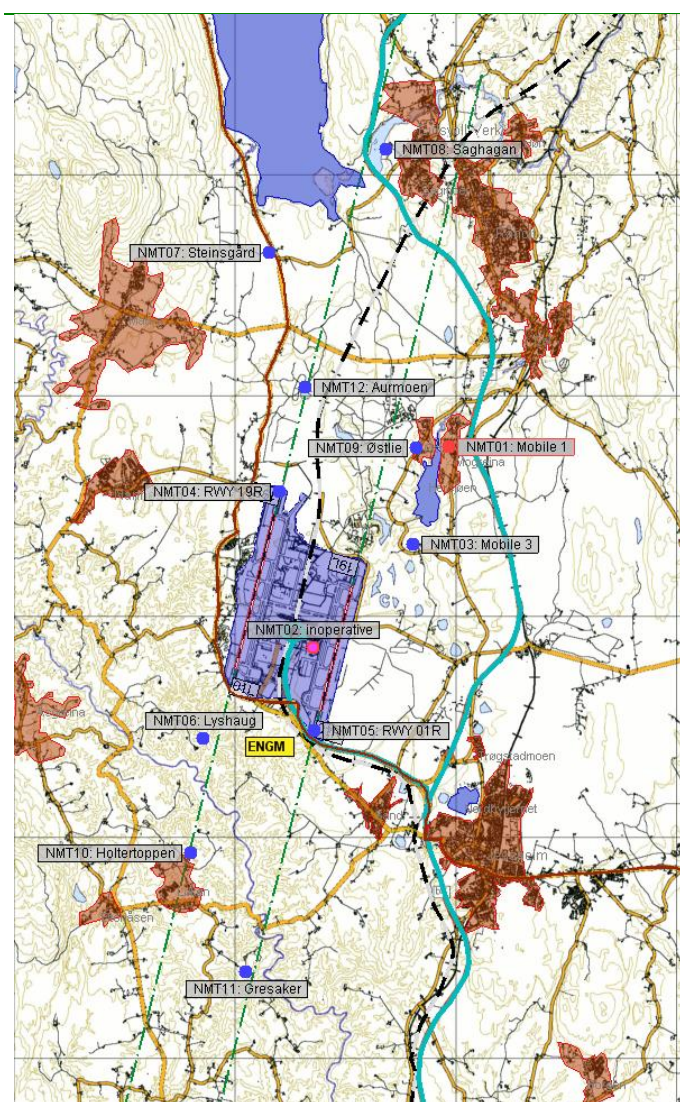 NMT08: Saghagan
NMT07: Steinsgård
NMT12: Aurmoen
NMT09: Østlie
NMT01: Mobile 1
NMT04: RWY 19R
NMT03: Mobile 3
19L
NMT02: inoperative
01L
NMT06: Lyshaug
NMT05: RWY 01R
ENGM
NMT10: Holtertoppen
NMT11: Gresaker